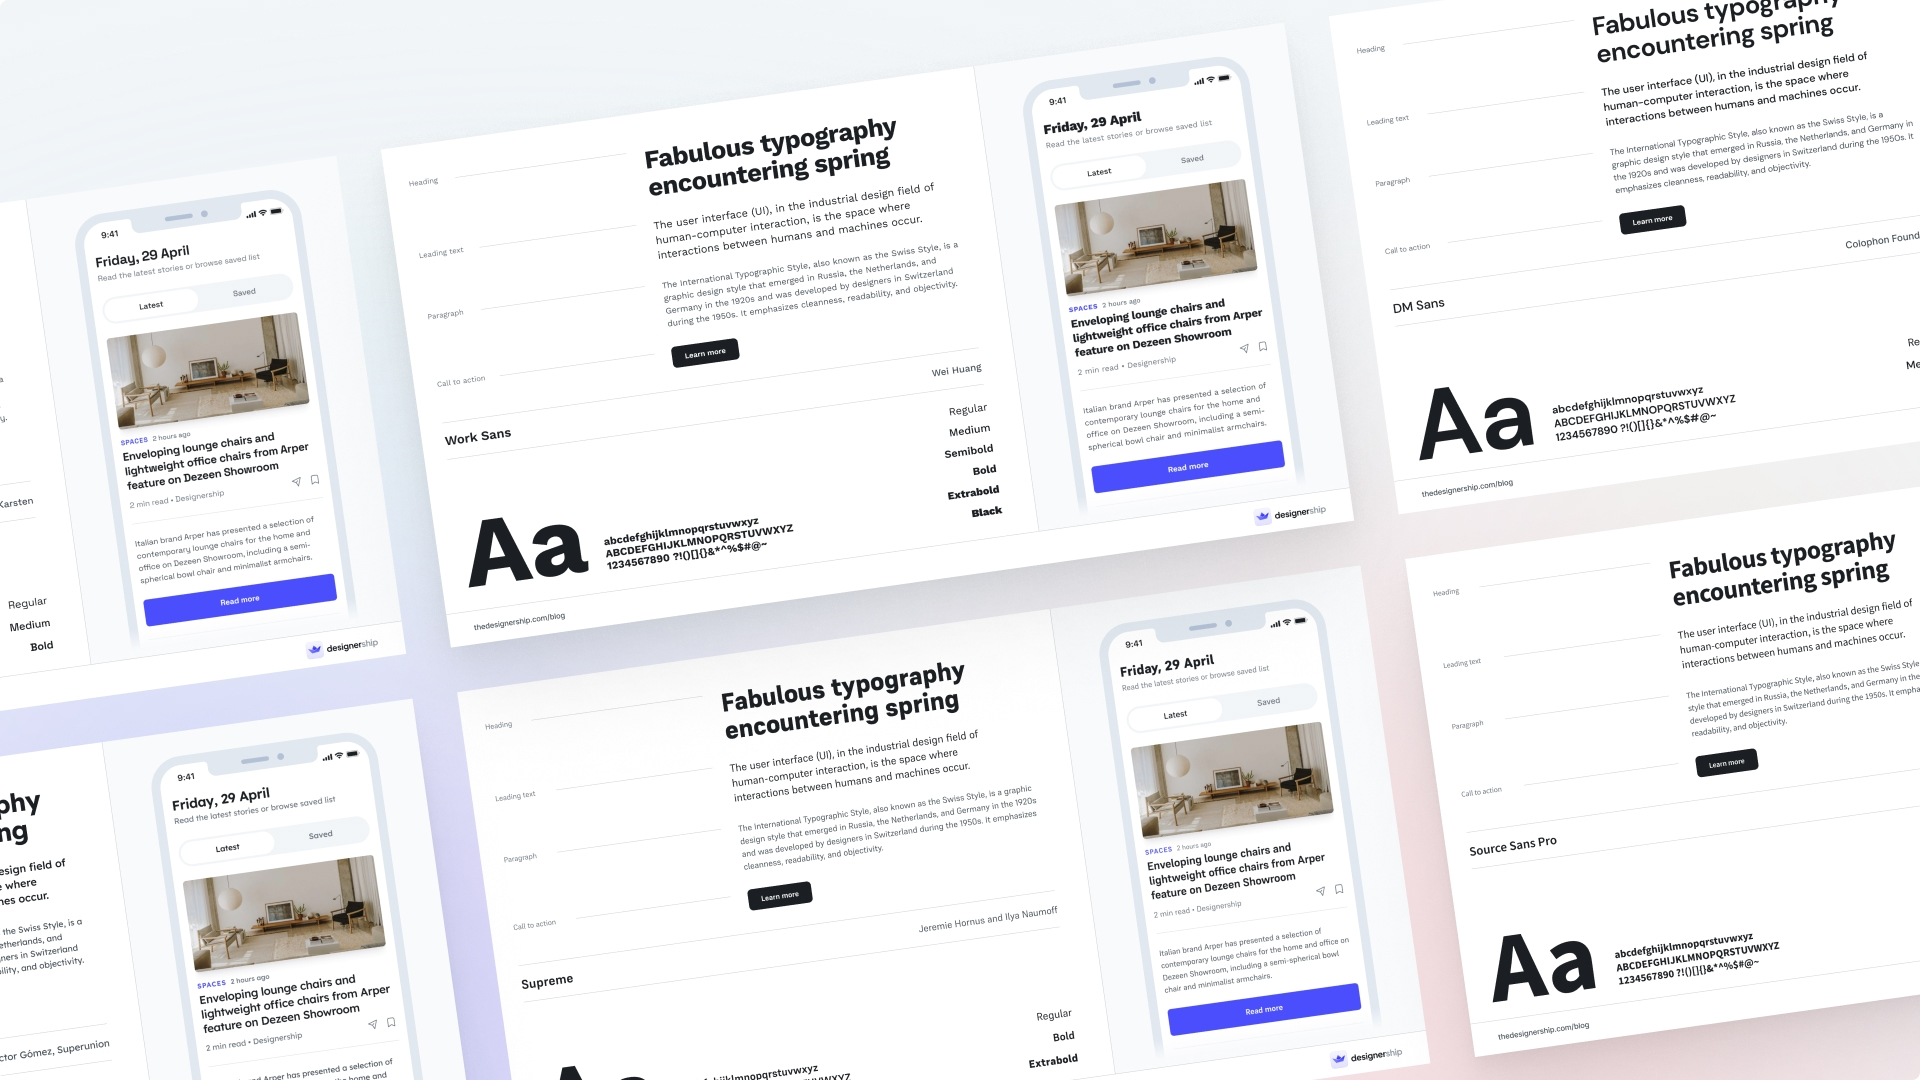 9:41
Friday, 29 April
Read the latest stories or browse saved list
Latest
Saved
SPACES 2 hours ago
Enveloping lounge chairs and
lightweight office chairs from Arper
feature on Dezeen Showroom
2 min read • Designership
Italian brand Arper has presented a selection of
contemporary lounge chairs for the home and
office on Dezeen Showroom, including a semi-
spherical bowl chair and minimalist armchairs.
Read more
Karsten
Regular
Medium
Bold
designership
Heading
Fabulous typography
encountering spring
Leading text
The user interface (UI), in the industrial design field of
human-computer interaction, is the space where
interactions between humans and machines occur.
Paragraph
The International Typographic Style, also known as the Swiss Style, is a
graphic design style that emerged in Russia, the Netherlands, and
Germany in the 1920s and was developed by designers in Switzerland
during the 1950s. It emphasizes cleanness, readability, and objectivity.
Call to action
Learn more
Wei Huang
Work Sans
Regular
Medium
Semibold
Bold
Extrabold
Black
Aa
abcdefghijklmnopqrstuvwxyz
ABCDEFGHIJKLMNOPQRSTUVWXYZ
1234567890 ?!()[]{}&*^%$#@~
thedesignership.com/blog
designership
9:41
Friday, 29 April
Read the latest stories or browse saved list
Latest
Saved
SPACES 2 hours ago
Enveloping lounge chairs and
lightweight office chairs from Arper
feature on Dezeen Showroom
2 min read • Designership
Italian brand Arper has presented a selection of
contemporary lounge chairs for the home and
office on Dezeen Showroom, including a semi-
spherical bowl chair and minimalist armchairs.
Read more
Heading
Fabulous typography
encountering spring
Leading text
The user interface (UI), in the industrial design field of
human-computer interaction, is the space where
interactions between humans and machines occur.
Paragraph
The International Typographic Style, also known as the Swiss Style, is a
graphic design style that emerged in Russia, the Netherlands, and Germany in
the 1920s and was developed by designers in Switzerland during the 1950s. It
emphasizes cleanness, readability, and objectivity.
Call to action
Learn more
Colophon
DM Sans
Aa
abcdefghijklmnopqrstuvwxyz
ABCDEFGHIJKLMNOPQRSTUVWXYZ
1234567890 ?!()[]{}&*^%$#@~
thedesignership.com/blog
design field of
where
occur.
the Swiss Style, is a
and
in Switzerland
and objectivity.
Gómez, Superunion
9:41
Friday, 29 April
Read the latest stories or browse saved list
Latest
Saved
SPACES 2 hours ago
Enveloping lounge chairs and
lightweight office chairs from Arper
feature on Dezeen Showroom
2 min read • Designership
Italian brand Arper has presented a selection of
Heading
Fabulous typography
encountering spring
Leading text
The user interface (UI), in the industrial design field of
human-computer interaction, is the space where
interactions between humans and machines occur.
Paragraph
The International Typographic Style, also known as the Swiss Style, is a graphic
design style that emerged in Russia, the Netherlands, and Germany in the 1920s
and was developed by designers in Switzerland during the 1950s. It emphasizes
cleanness, readability, and objectivity.
Call to action
Learn more
Jeremie Hornus and Ilya Naumoff
Supreme
Regular
Bold
Extrabold
designership
9:41
Friday, 29 April
Read the latest stories or browse saved list
Latest
Saved
SPACES 2 hours ago
Enveloping lounge chairs and
lightweight office chairs from Arper
feature on Dezeen Showroom
2 min read • Designership
Italian brand Arper has presented a selection of
contemporary lounge chairs for the home and office on
Dezeen Showroom, including a semi-spherical bowl
chair and minimalist armchairs.
Read more
Heading
Fabulous typography
encountering spring
Leading text
The user interface (UI), in the industrial design field of
human-computer interaction, is the space where
interactions between humans and machines occur.
Paragraph
The International Typographic Style, also known as the Swiss Style,
style that emerged in Russia, the Netherlands, and Germany in the
developed by designers in Switzerland during the 1950s. It
readability, and objectivity.
Call to action
Learn more
Source Sans Pro
Aa
abcdefghijklmnopqrstuvwxyz
ABCDEFGHIJKLMNOPQRSTUVWXYZ
1234567890 ?!()[]{}&*^%$#@~
thedesignership.com/blog